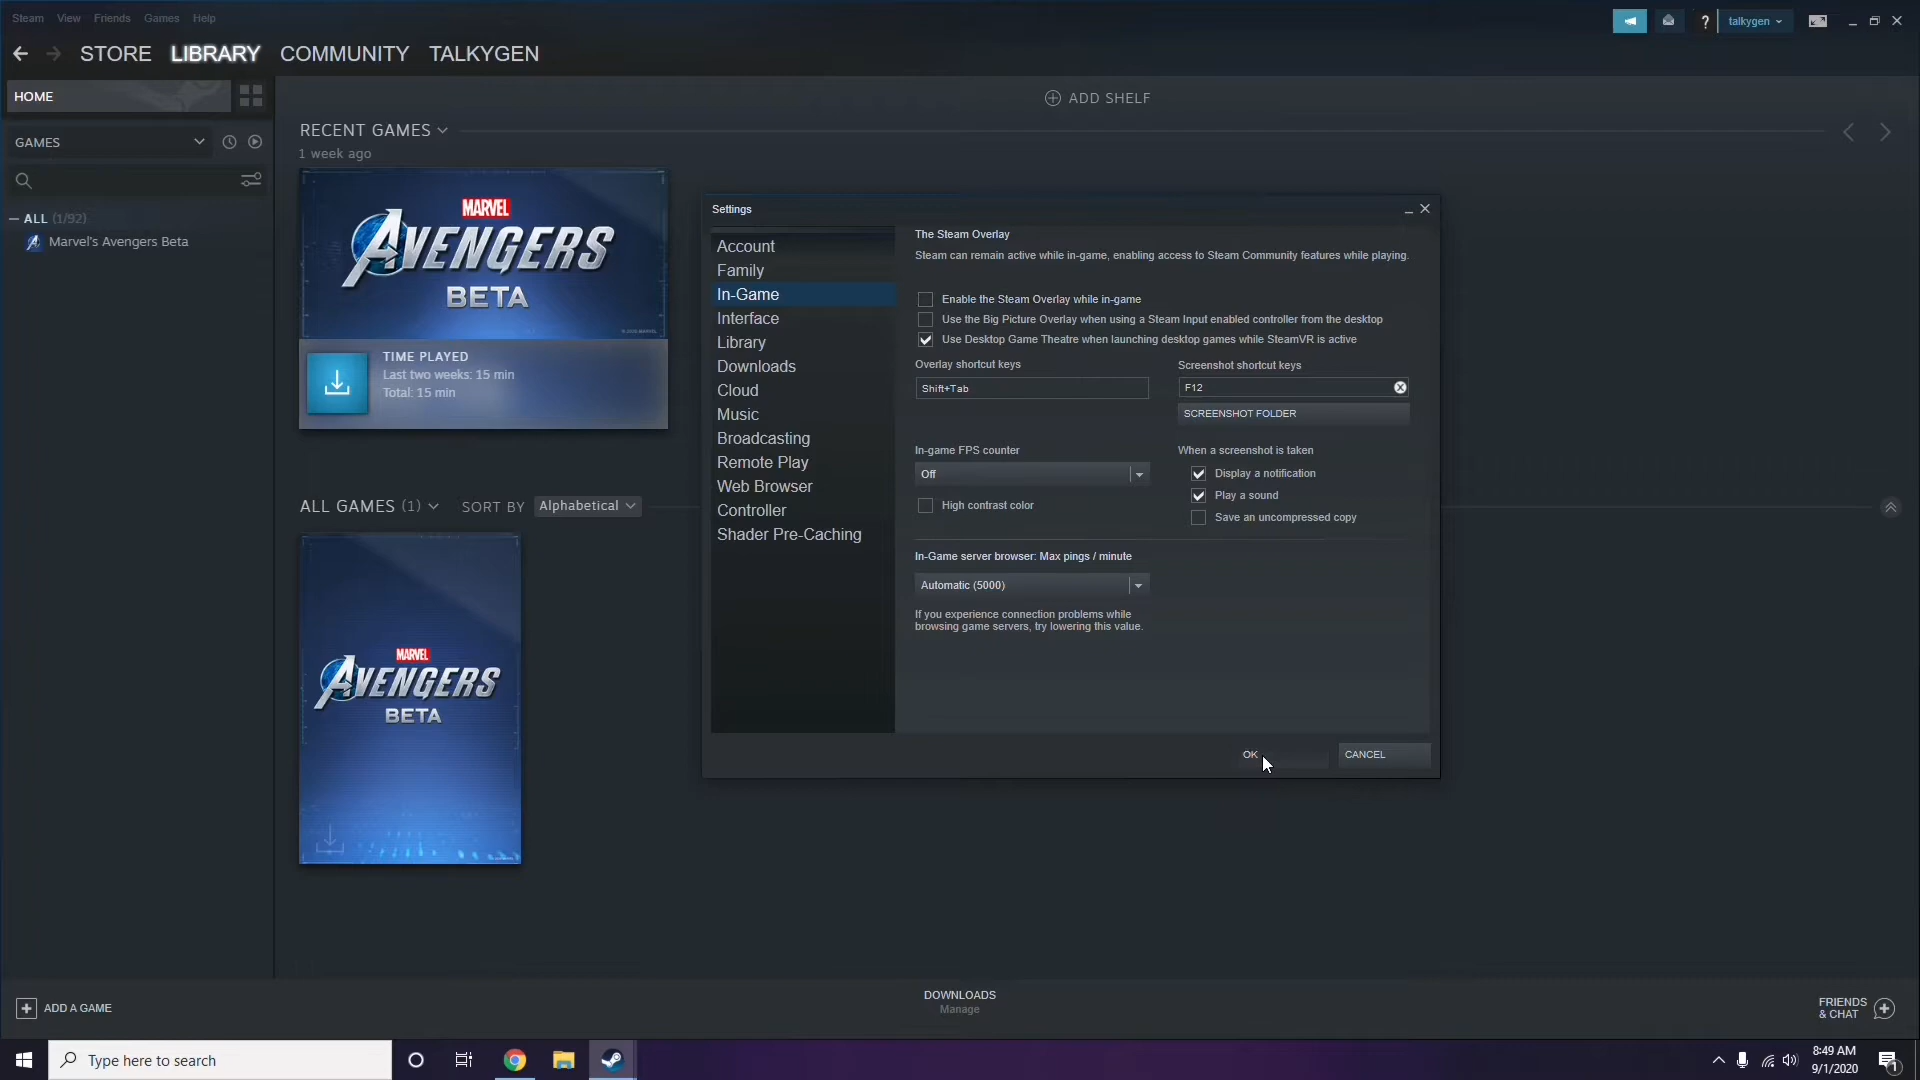 Steam View Friends Games Help
talkygen
STORE LIBRARY COMMUNITY TALKYGEN
HOME
ADD SHELF
GAMES
RECENT GAMES
1 week ago
ALL (1/92)
Marvel's Avengers Beta
MARVEL
AVENGERS
BETA
TIME PLAYED
Last two weeks: 15 min
Total: 15 min
ALL GAMES (1) SORT BY Alphabetical
MARVEL
AVENGERS
BETA
Settings
Account
Family
In-Game
Interface
Library
Downloads
Cloud
Music
Broadcasting
Remote Play
Web Browser
Controller
Shader Pre-Caching
The Steam Overlay
Steam can remain active while in-game, enabling access to Steam Community features while playing.
Enable the Steam Overlay while in-game
Use the Big Picture Overlay when using a Steam Input enabled controller from the desktop
Use Desktop Game Theatre when launching desktop games while SteamVR is active
Overlay shortcut keys
Shift+Tab
Screenshot shortcut keys
F12
SCREENSHOT FOLDER
In-game FPS counter
Off
High contrast color
When a screenshot is taken
Display a notification
Play a sound
Save an uncompressed copy
In-Game server browser: Max pings / minute
Automatic (5000)
If you experience connection problems while
browsing game servers, try lowering this value.
OK CANCEL
ADD A GAME
DOWNLOADS
Manage
FRIENDS
& CHAT
Type here to search
8:49 AM
9/1/2020
1